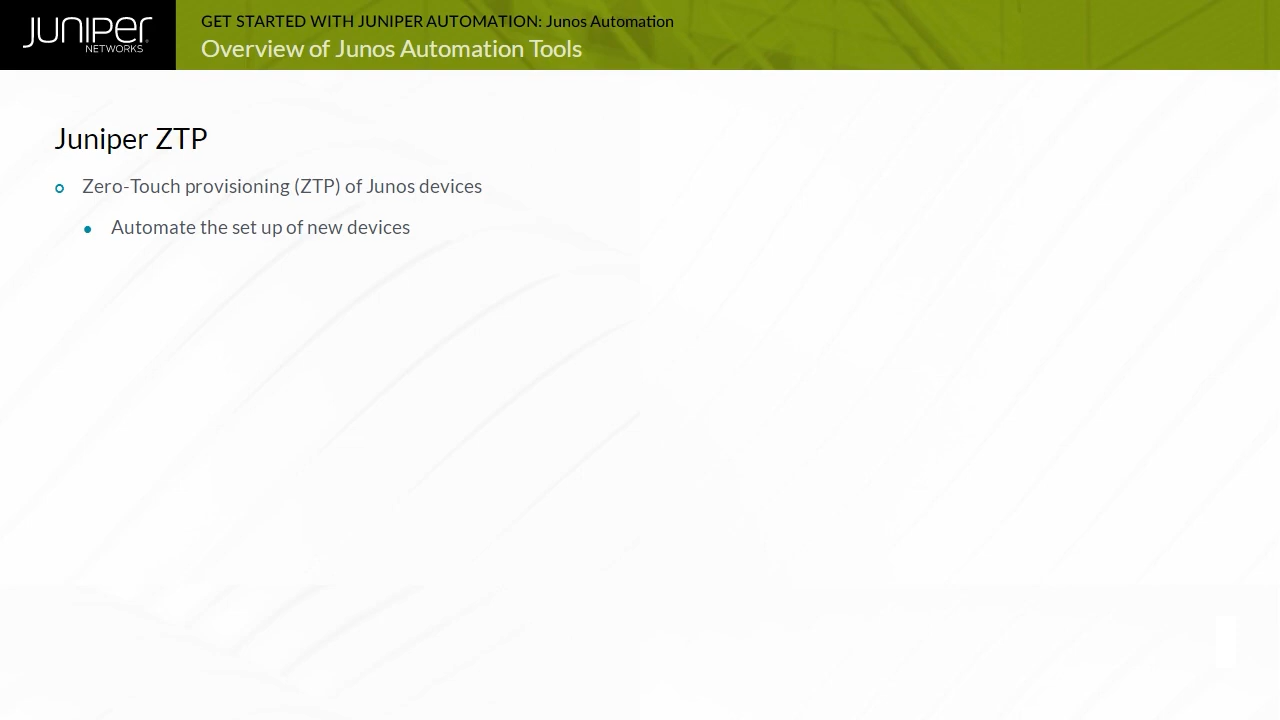 JUNIPER
NETWORKS
GET STARTED WITH JUNIPER AUTOMATION: Junos Automation
Overview of Junos Automation Tools
Juniper ZTP
Zero-Touch provisioning (ZTP) of Junos devices
Automate the set up of new devices